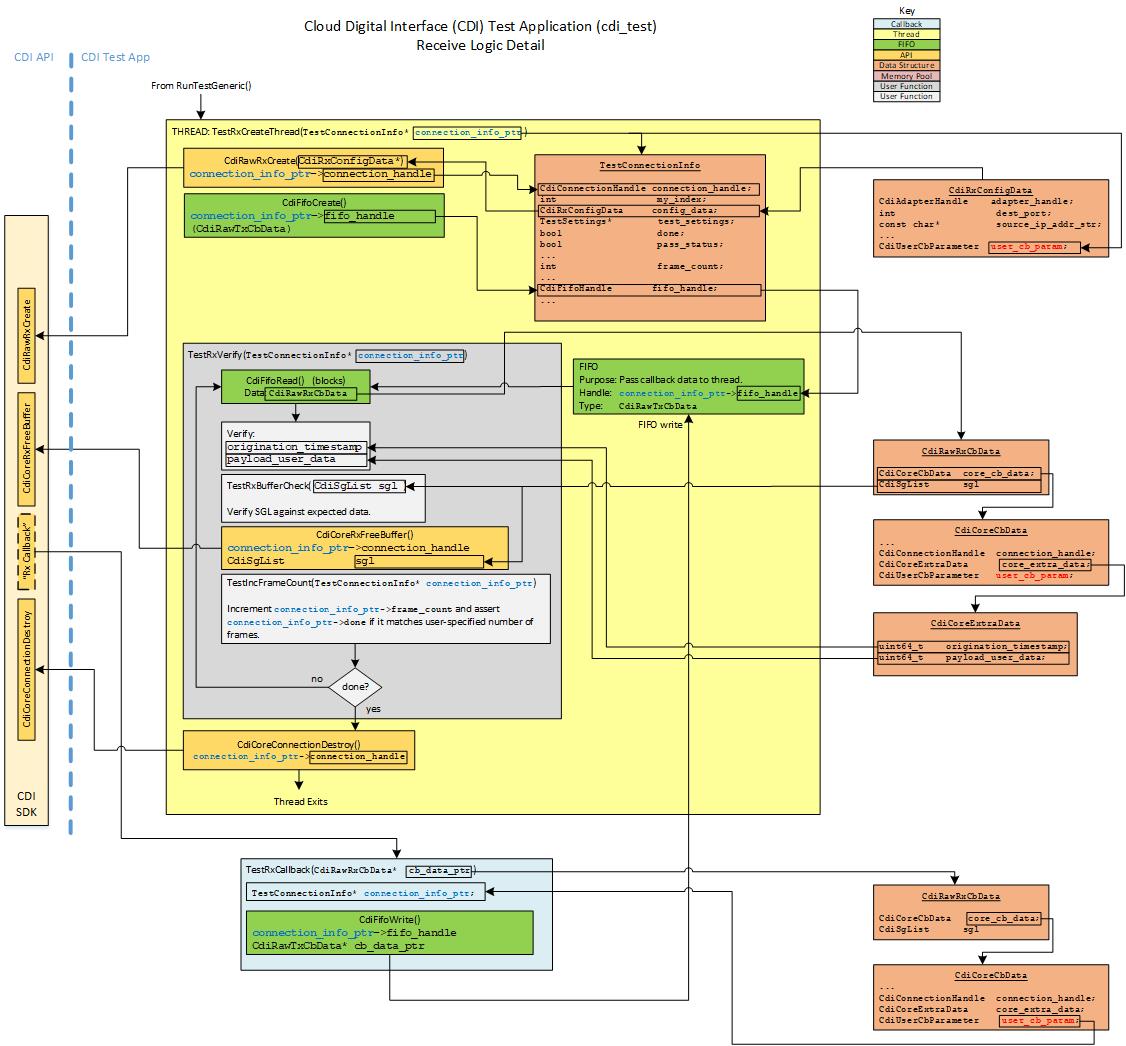 Cloud Digital Interface (CDI) Test Application (cdi_test)
Receive Logic Detail
Key
Callback
Thread
FIFO
API
Data Structure
Memory Pool
User Function
User Function
CDI API
CDI Test App
From RunTestGeneric()
THREAD: TestRxCreateThread(TestConnectionInfo* connection_info_ptr)
CdiRawRxCreate(CdiRxConfigData*)
connection_info_ptr->connection_handle
CdiFifoCreate()
connection_info_ptr->fifo_handle
(CdiRawTxCbData)
TestConnectionInfo
CdiConnectionHandle connection_handle;
int my_index;
CdiRxConfigData config_data;
TestSettings* test_settings;
bool done;
bool pass_status;
...
int frame_count;
...
CdiFifoHandle fifo_handle;
...
CdiRxConfigData
CdiAdapterHandle adapter_handle;
int dest_port;
const char* source_ip_addr_str;
...
CdiUserCbParameter user_cb_param;
CdiRawRxCreate
CdiCoreRxFreeBuffer
"Rx Callback"
CdiCoreConnectionDestroy
CDI
SDK
TestRxVerify(TestConnectionInfo* connection_info_ptr)
CdiFifoRead() (blocks)
Data CdiRawRxCbData
Verify:
origination_timestamp
payload_user_data
TestRxBufferCheck(CdiSgList sgl)
Verify SGL against expected data.
CdiCoreRxFreeBuffer()
connection_info_ptr->connection_handle
CdiSgList sgl
TestIncFrameCount(TestConnectionInfo* connection_info_ptr)
Increment connection_info_ptr->frame_count and assert
connection_info_ptr->done if it matches user-specified number of
frames.
no
done?
yes
FIFO
Purpose: Pass callback data to thread.
Handle: connection_info_ptr->fifo_handle
Type: CdiRawTxCbData
FIFO write
CdiRawRxCbData
CdiCoreCbData core_cb_data;
CdiSgList sgl
CdiCoreCbData
...
CdiConnectionHandle connection_handle;
CdiCoreExtraData core_extra_data;
CdiUserCbParameter user_cb_param;
CdiCoreExtraData
uint64_t origination_timestamp;
uint64_t payload_user_data;
CdiCoreConnectionDestroy()
connection_info_ptr->connection_handle
Thread Exits
TestRxCallback(CdiRawRxCbData* cb_data_ptr)
TestConnectionInfo* connection_info_ptr;
CdiFifoWrite()
connection_info_ptr->fifo_handle
CdiRawTxCbData* cb_data_ptr
CdiRawRxCbData
CdiCoreCbData core_cb_data;
CdiSgList sgl
CdiCoreCbData
...
CdiConnectionHandle connection_handle;
CdiCoreExtraData core_extra_data;
CdiUserCbParameter user_cb_param;